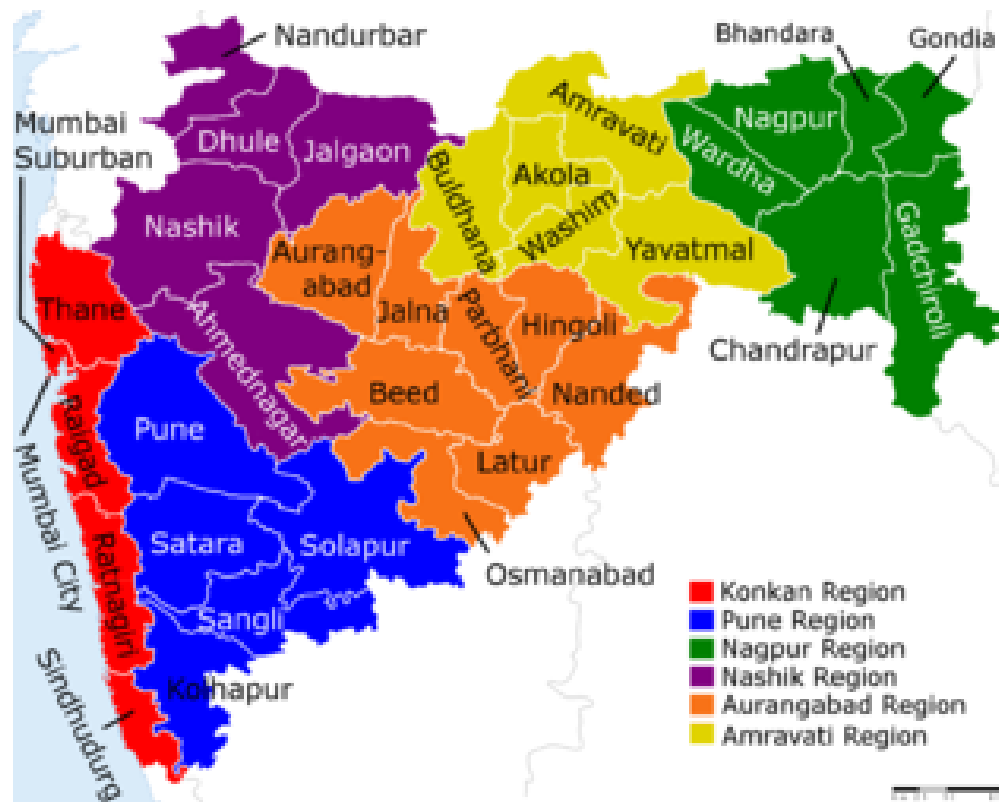 Nandurbar
Bhandara
Gondia
Mumbai
Suburban
Dhule
Jalgaon
Amravati
Nagpur
Wardha
Buldhana
Akola
Washim
Nashik
Yavatmal
Gadchiroli
Aurang-
abad
Thane
Jalna
Parbhani
Hingoli
Chandrapur
Ahmednagar
Beed
Nanded
Raigad
Pune
Latur
Mumbai City
Ratnagiri
Satara
Solapur
Osmanabad
Sangli
Kolhapur
Sindhudurg
Konkan Region
Pune Region
Nagpur Region
Nashik Region
Aurangabad Region
Amravati Region